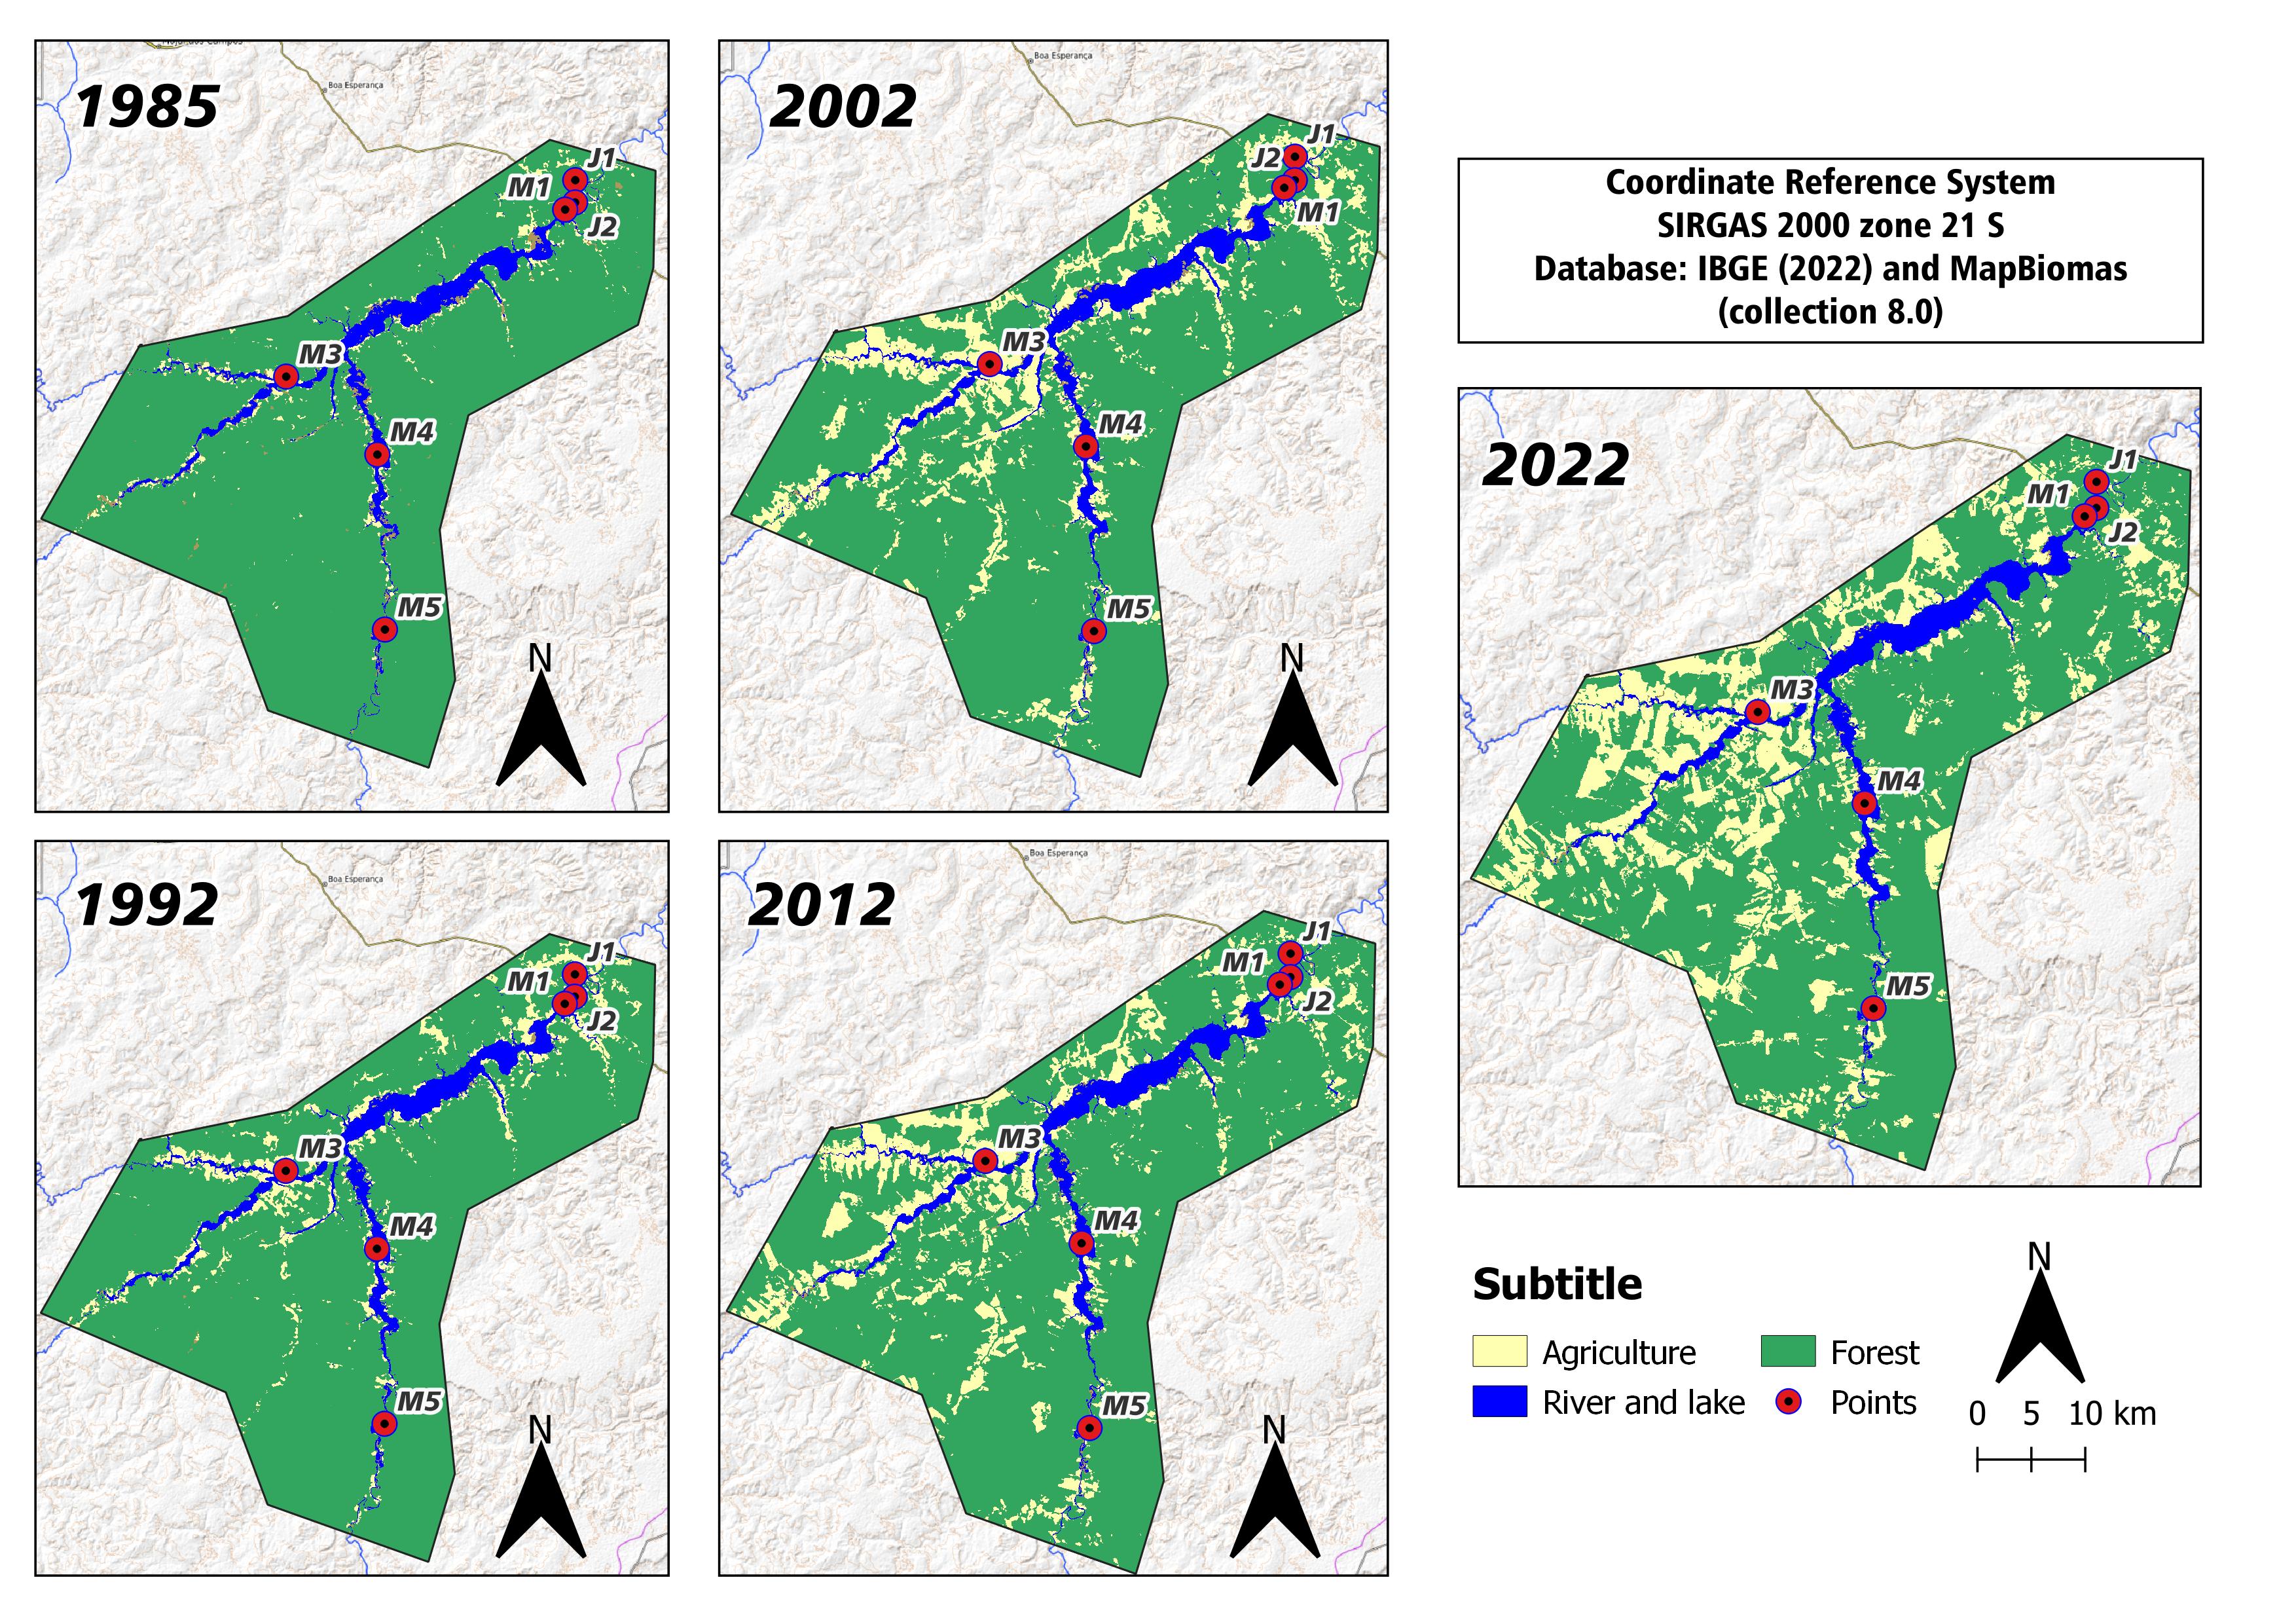 1985
Boa Esperança
J1
M1
J2
M3
M4
M5
N
2002
Boa Esperança
J1
J2
M1
M3
M4
M5
N
Coordinate Reference System
SIRGAS 2000 zone 21 S
Database: IBGE (2022) and MapBiomas
(collection 8.0)
2022
J1
M1
J2
M3
M4
M5
1992
Boa Esperança
J1
M1
J2
M3
M4
M5
N
2012
Boa Esperança
J1
M1
J2
M3
M4
M5
N
Subtitle
Agriculture
Forest
River and lake
Points
N
0 5 10 km